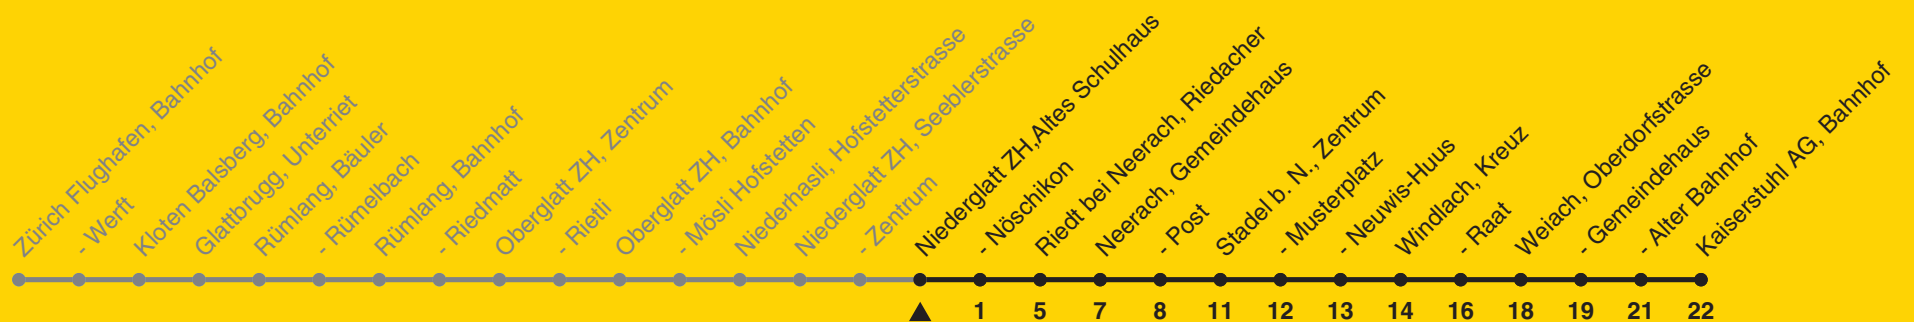 Zürich Flughafen, Bahnhof
- Werft
Kloten Balsberg, Bahnhof
Glattbrugg, Unterriet
Rümlang, Bäuler
- Rümelbach
Rümlang, Bahnhof
- Riedmatt
Oberglatt ZH, Zentrum
- Rietli
Oberglatt ZH, Bahnhof
- Mösli Hofstetten
Niederhasli, Hofstetterstrasse
Niederglatt ZH, Seeblerstrasse
- Zentrum
Niederglatt ZH,Altes Schulhaus
- Nöschikon
Riedt bei Neerach, Riedacher
Neerach, Gemeindehaus
- Post
Stadel b. N., Zentrum
- Musterplatz
- Neuwis-Huus
Windlach, Kreuz
- Raat
Weiach, Oberdorfstrasse
- Gemeindehaus
- Alter Bahnhof
Kaiserstuhl AG, Bahnhof
1 5 7 8 11 12 13 14 16 18 19 21 22